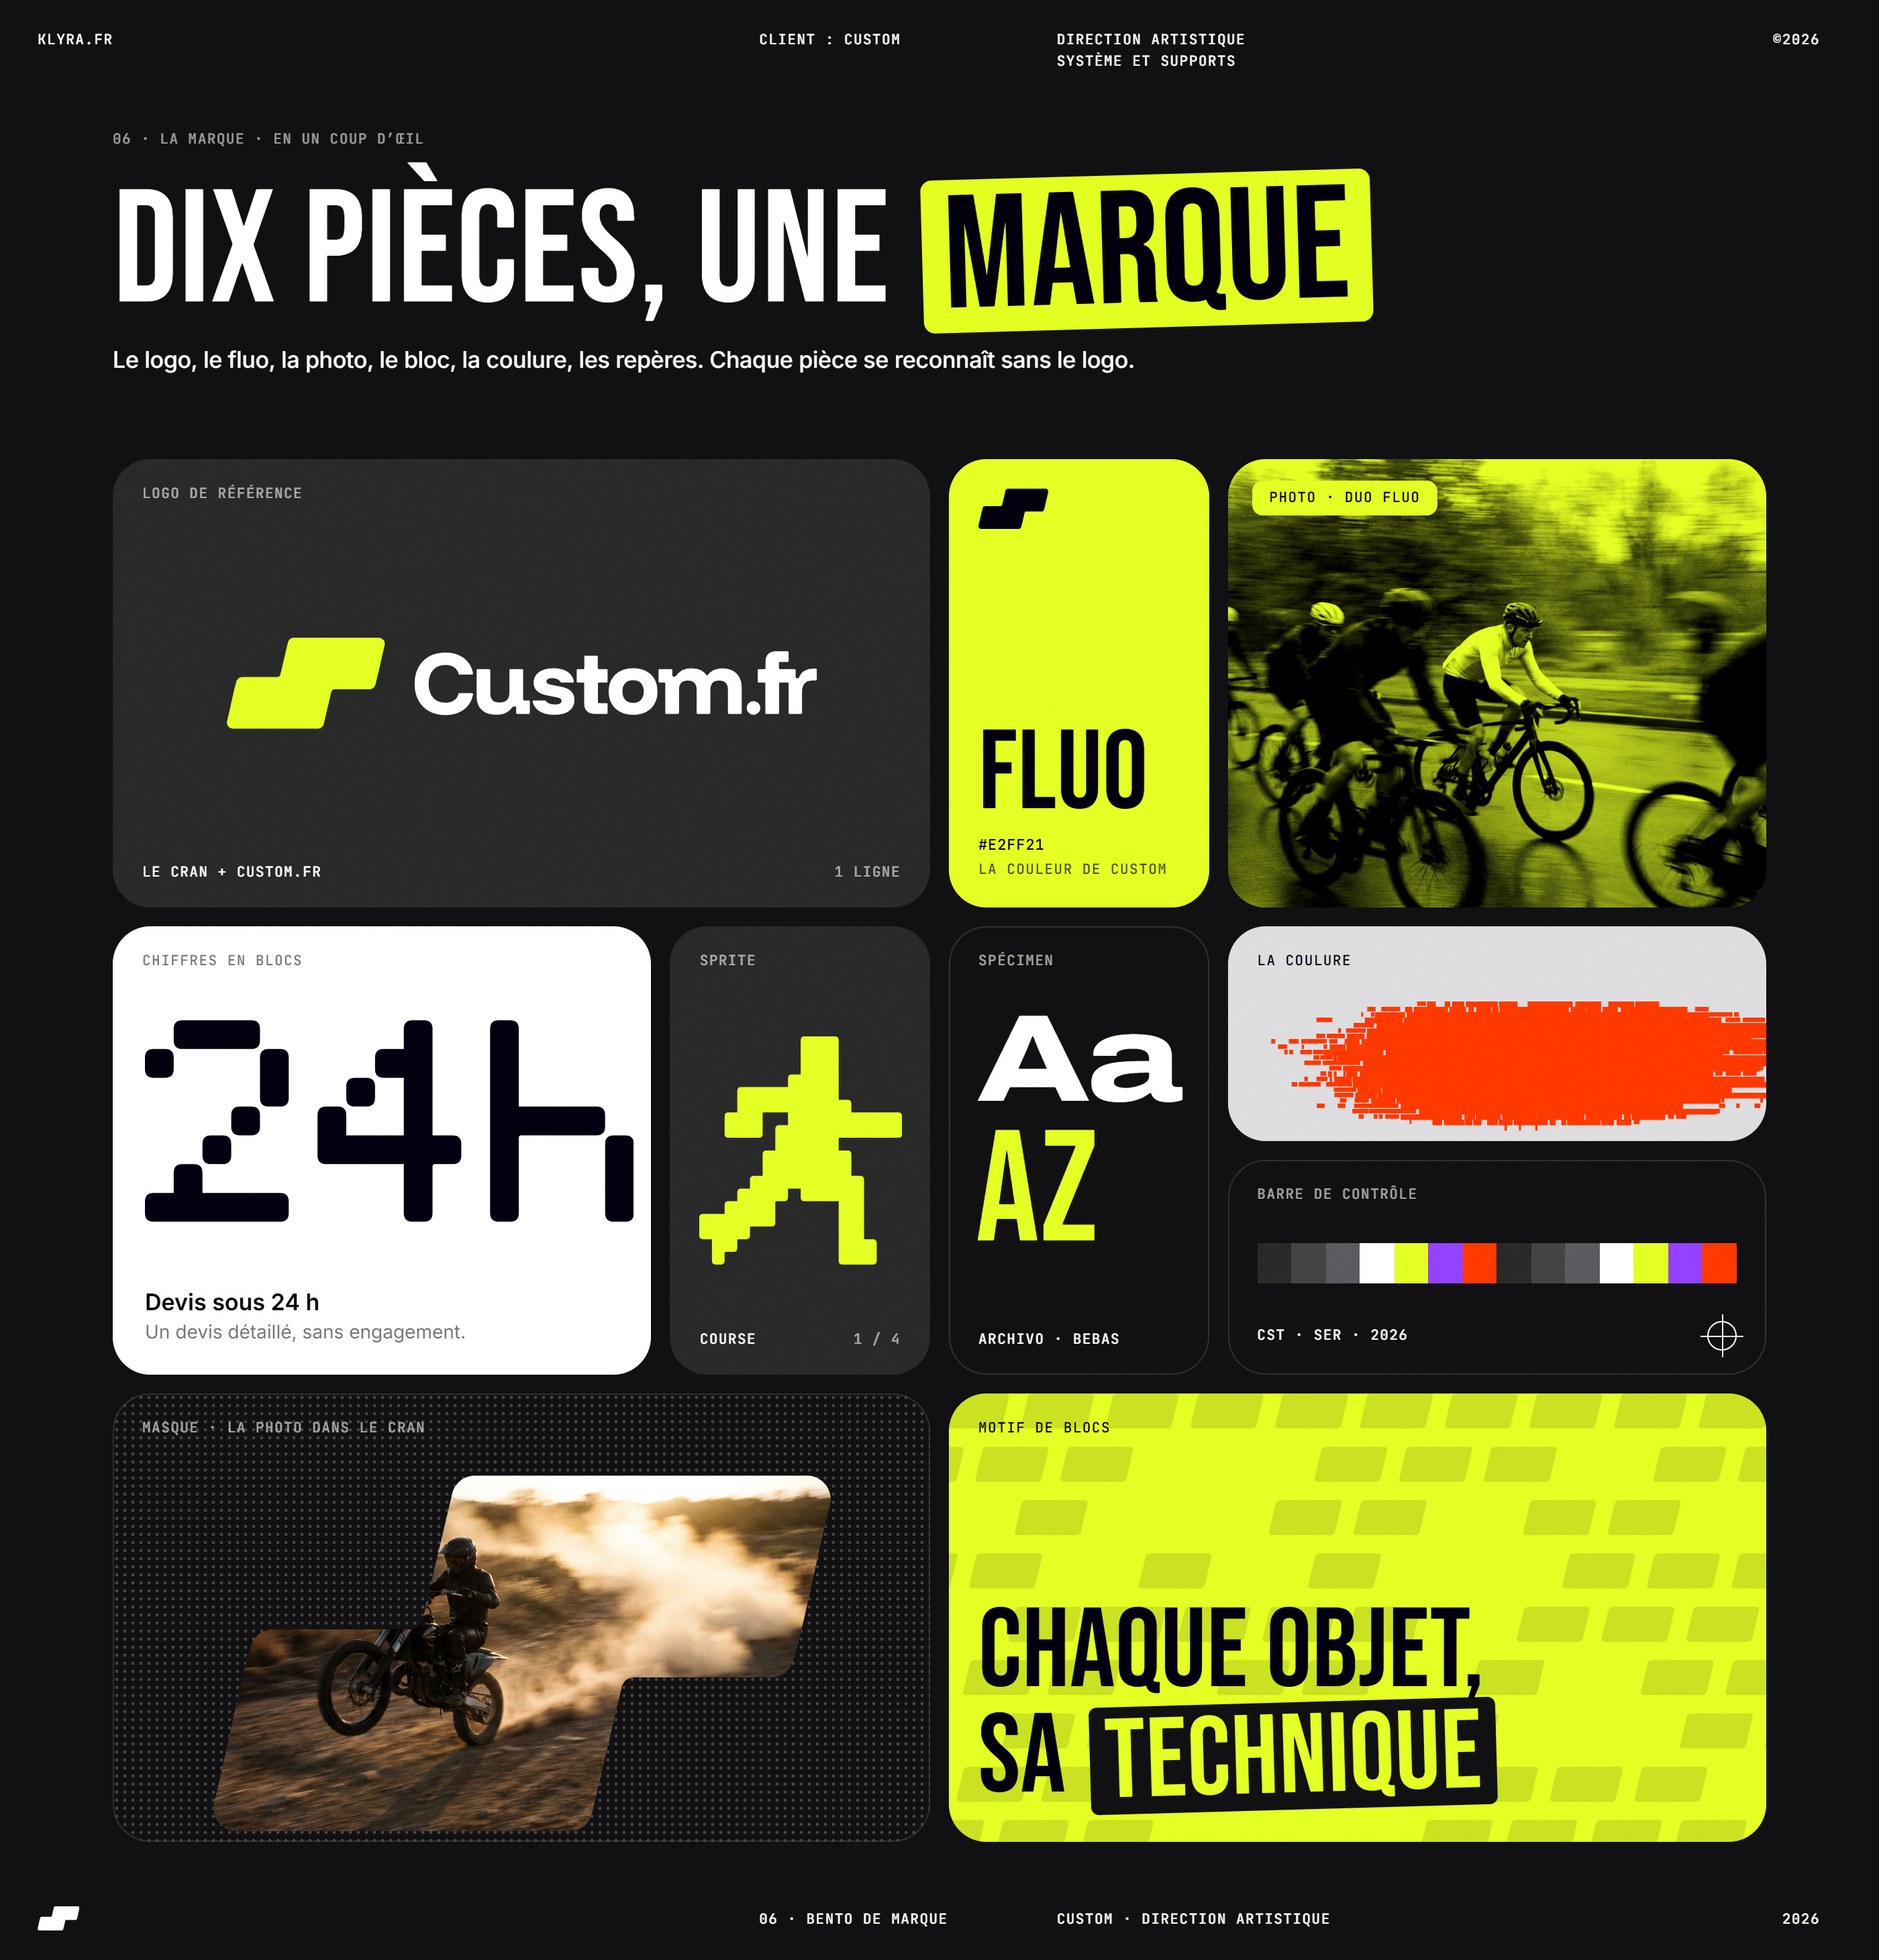 KLYRA.FR
CLIENT : CUSTOM
DIRECTION ARTISTIQUE
SYSTÈME ET SUPPORTS
©2026
06 · LA MARQUE · EN UN COUP D’ŒIL
DIX PIÈCES, UNE MARQUE
Le logo, le fluo, la photo, le bloc, la coulure, les repères. Chaque pièce se reconnaît sans le logo.
LOGO DE RÉFÉRENCE
Custom.fr
LE CRAN + CUSTOM.FR
1 LIGNE
FLUO
#E2FF21
LA COULEUR DE CUSTOM
PHOTO · DUO FLUO
CHIFFRES EN BLOCS
24h
Devis sous 24 h
Un devis détaillé, sans engagement.
SPRITE
COURSE
1 / 4
SPÉCIMEN
Aa
AZ
ARCHIVO · BEBAS
LA COULURE
BARRE DE CONTRÔLE
CST · SER · 2026
MASQUE · LA PHOTO DANS LE CRAN
MOTIF DE BLOCS
CHAQUE OBJET,
SA TECHNIQUE
06 · BENTO DE MARQUE
CUSTOM · DIRECTION ARTISTIQUE
2026